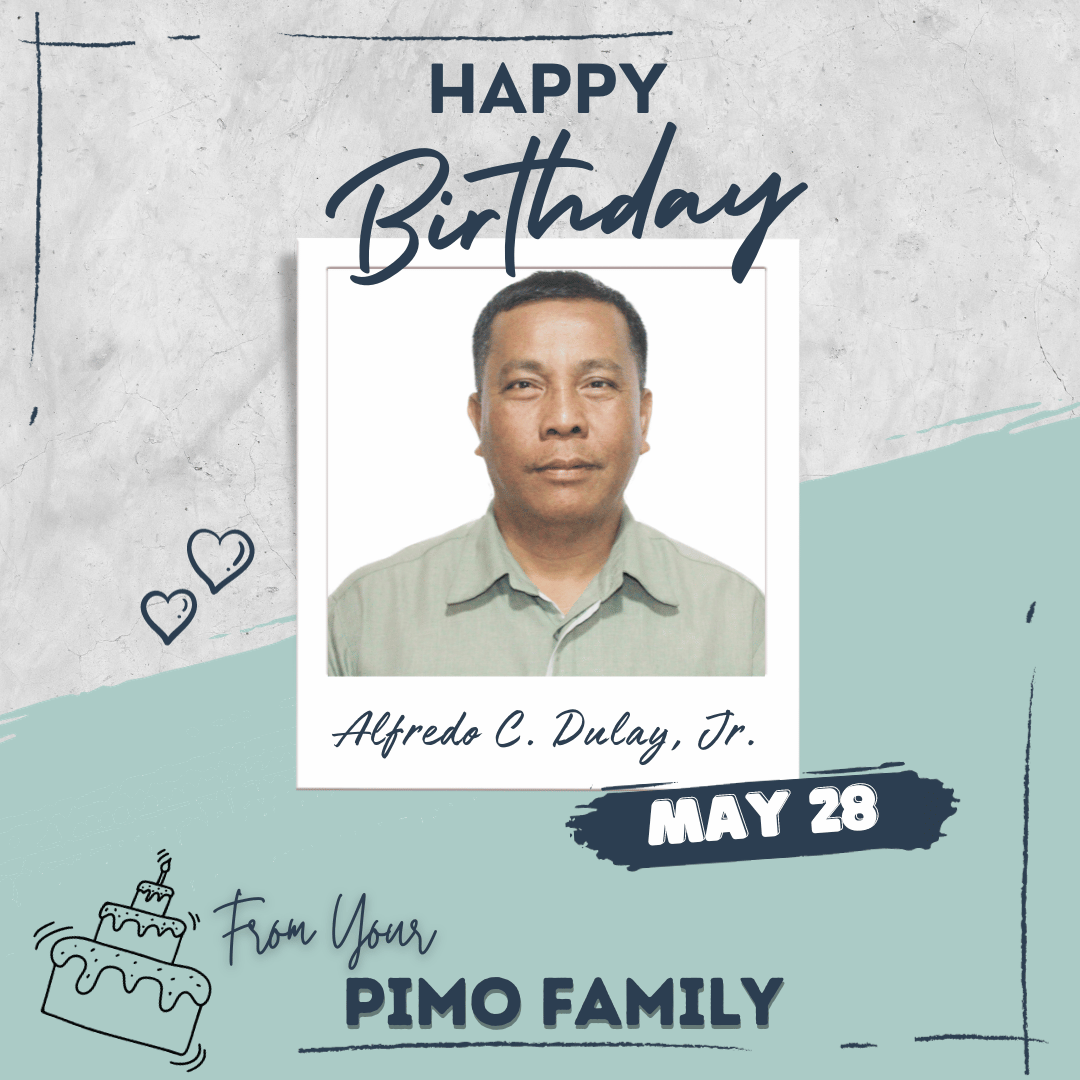 HAPPY
Birthday
Alfredo C. Dulay, Jr.
MAY 28
From Your
PIMO FAMILY